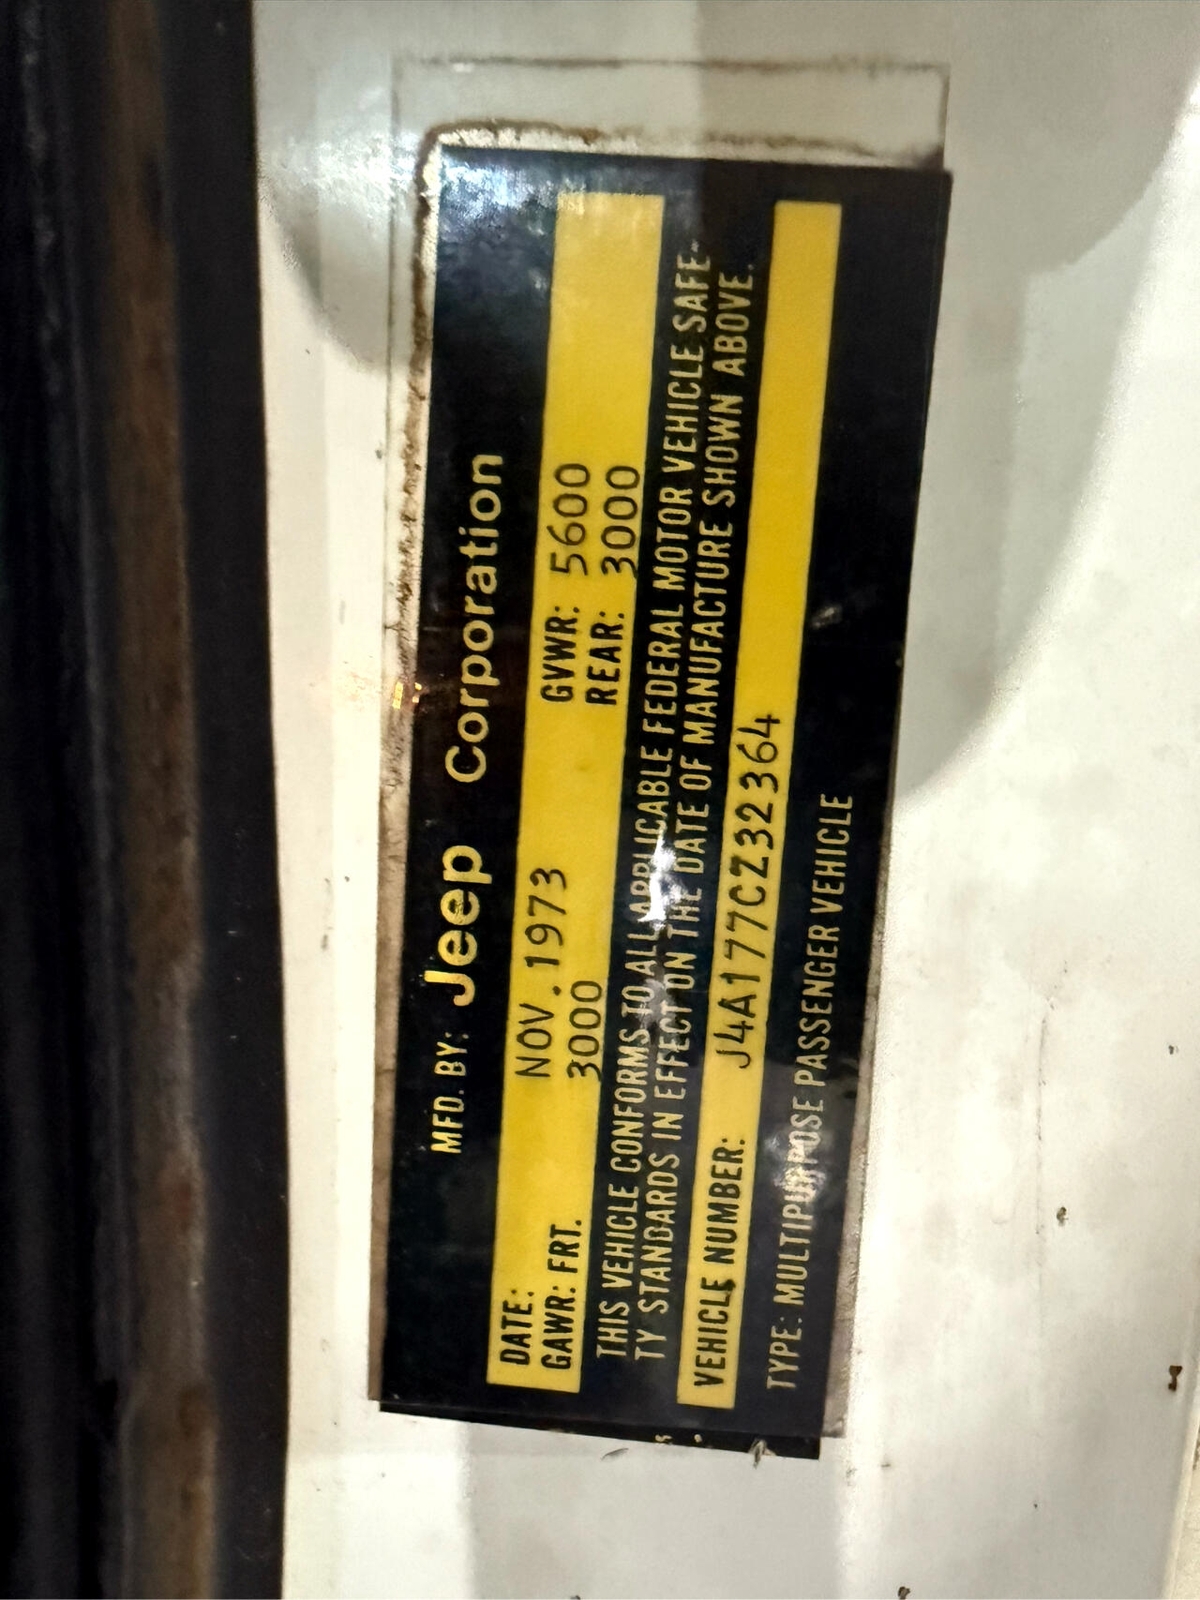 MFD. BY: Jeep Corporation
DATE: NOV.1973 GVWR: 5600
GAWR: FRT. 3000 REAR: 3000
THIS VEHICLE CONFORMS TO ALL APPLICABLE FEDERAL MOTOR VEHICLE SAFE-
TY STANDARDS IN EFFECT ON THE DATE OF MANUFACTURE SHOWN ABOVE.
VEHICLE NUMBER: J4A177CZ32364
TYPE: MULTIPURPOSE PASSENGER VEHICLE